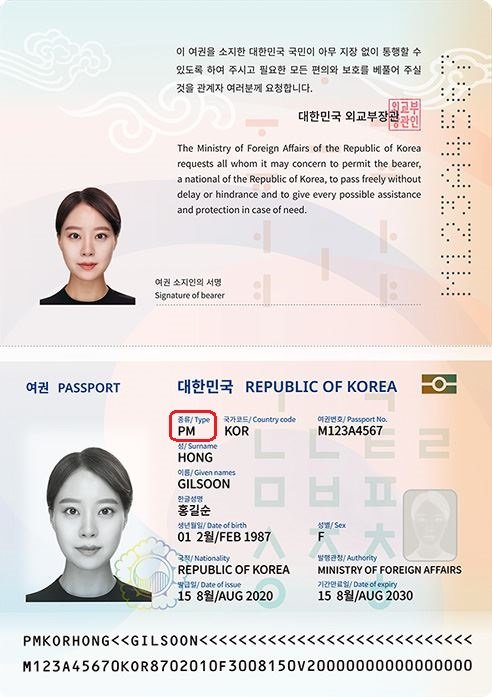 이 여권을 소지한 대한민국 국민이 아무 지장 없이 통행할 수
있도록 하여 주시고 필요한 모든 편의와 보호를 베풀어 주실
것을 관계자 여러분께 요청합니다.
대한민국 외교부장관
외교부
장관인
The Ministry of Foreign Affairs of the Republic of Korea
requests all whom it may concern to permit the bearer,
a national of the Republic of Korea, to pass freely without
delay or hindrance and to give every possible assistance
and protection in case of need.
M123A4567
여권 소지인의 서명
Signature of bearer
여권 PASSPORT
대한민국 REPUBLIC OF KOREA
종류/ Type 국가코드/ Country code 여권번호/ Passport No.
PM KOR M123A4567
성/ Surname
HONG
이름/ Given names
GILSOON
한글성명
홍길순
생년월일/ Date of birth 성별/ Sex
01 2월/FEB 1987 F
국적/ Nationality 발행관청/ Authority
REPUBLIC OF KOREA MINISTRY OF FOREIGN AFFAIRS
발급일/ Date of issue 기간만료일/ Date of expiry
15 8월/AUG 2020 15 8월/AUG 2030
PMKORHONG<<GILSOON<<<<<<<<<<<<<<<<<<<<<<<<<<
M123A45670KOR8702010F3008150V200000000000000